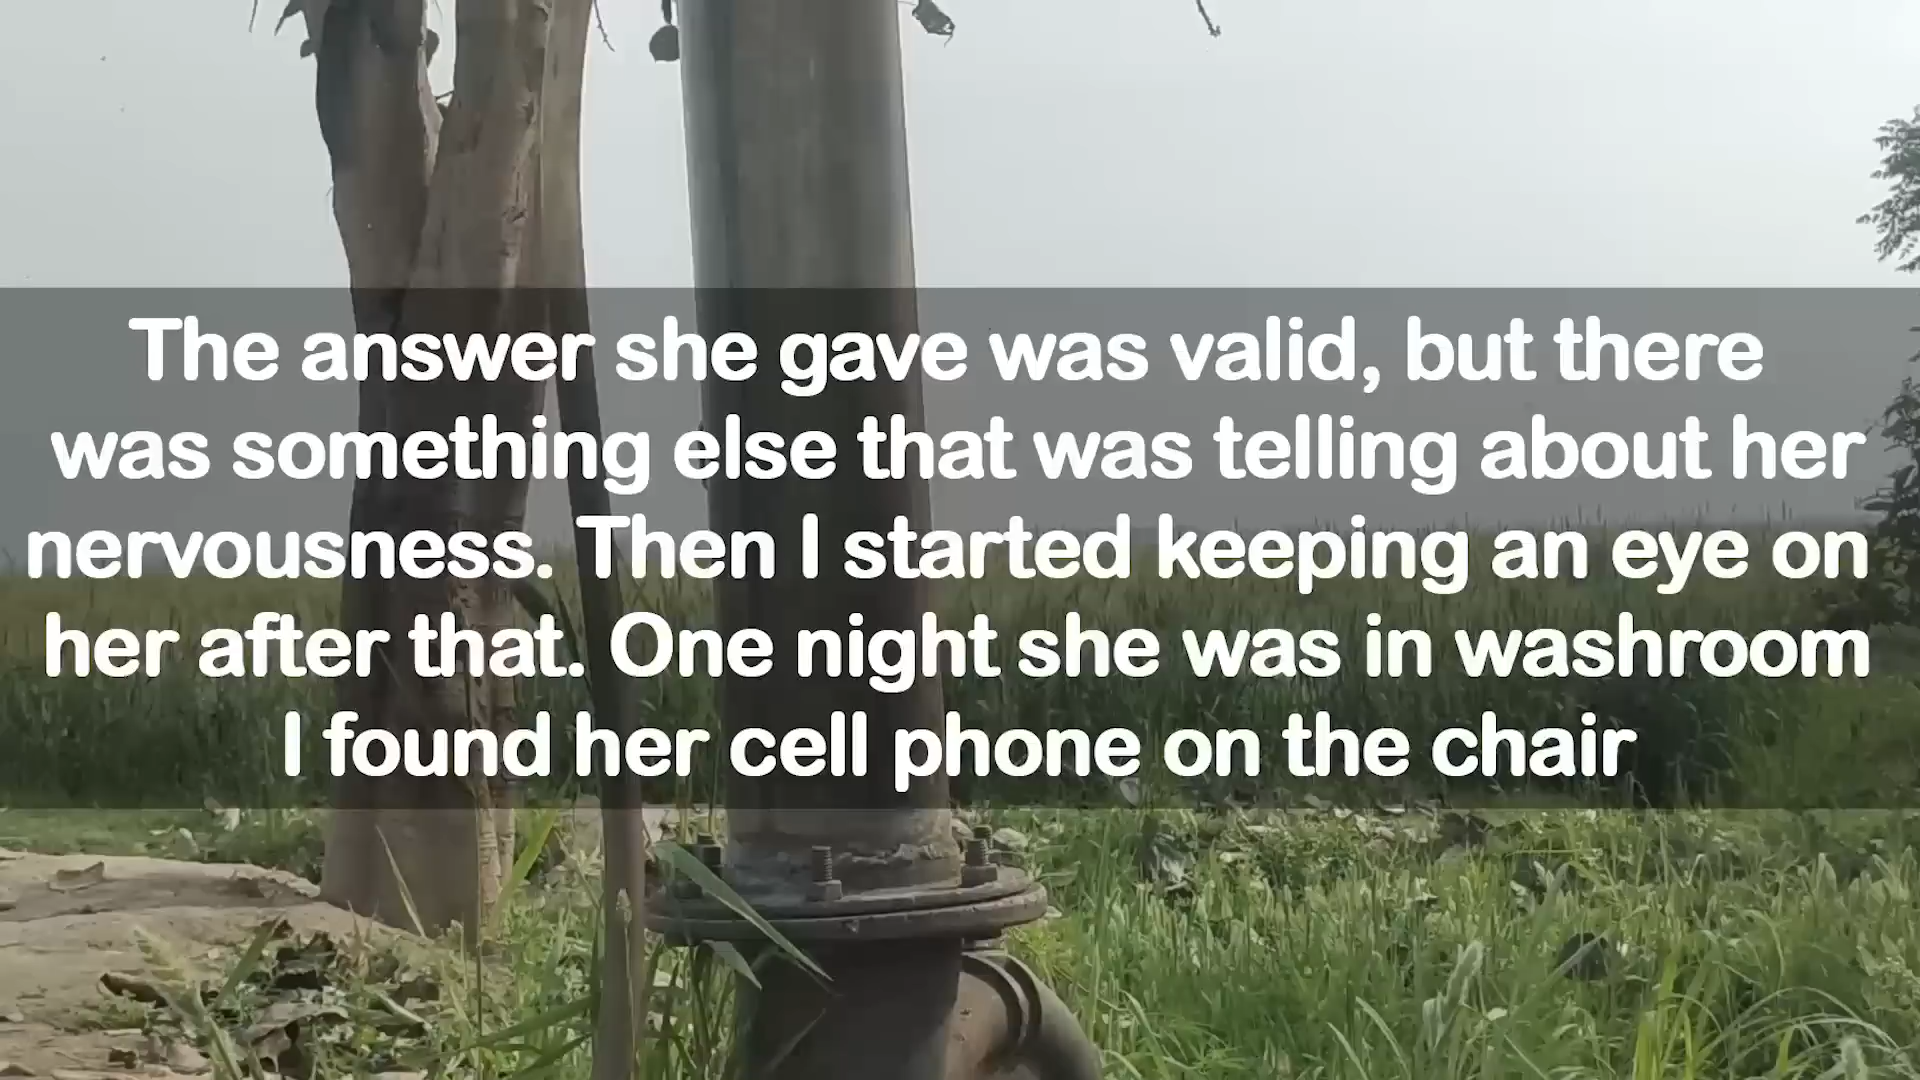 The answer she gave was valid, but there
was something else that was telling about her
nervousness. Then I started keeping an eye on
her after that. One night she was in washroom
I found her cell phone on the chair